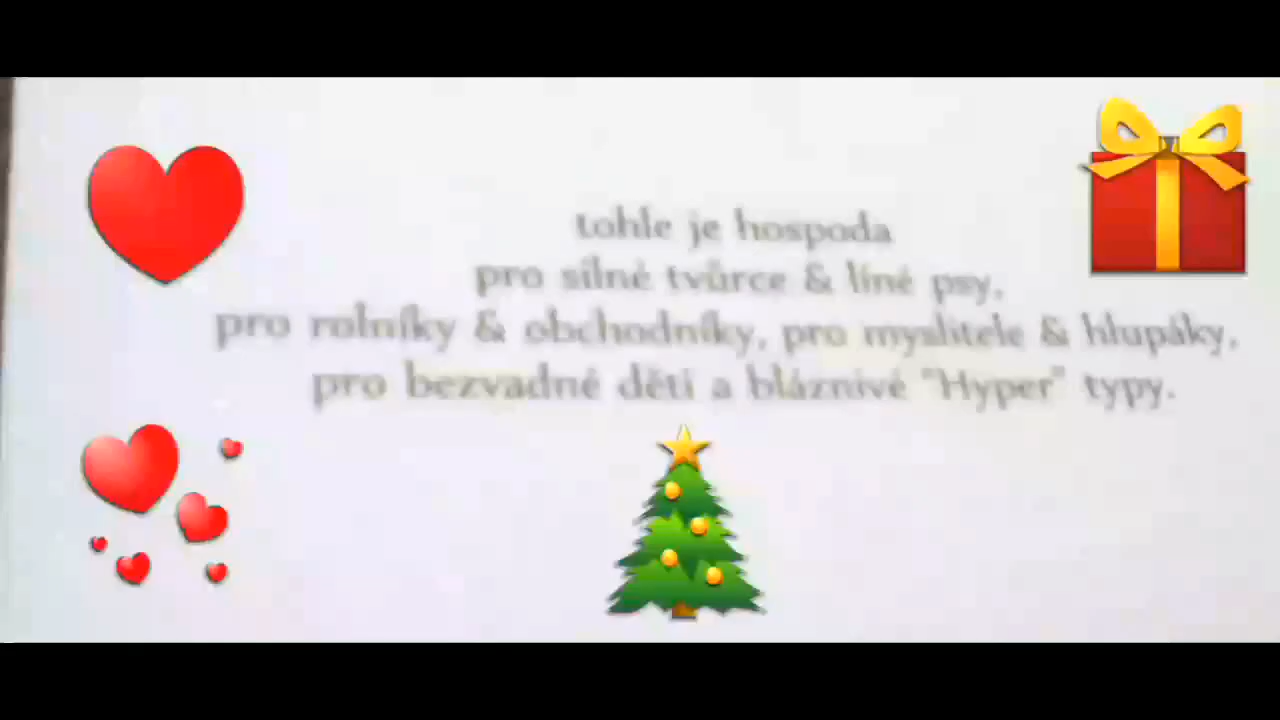 tohle je hospoda
pro silné tvůrce & líné psy,
pro rolníky & obchodníky, pro myslitele & hlupáky,
pro bezvadné děti a bláznivé "Hyper" typy.